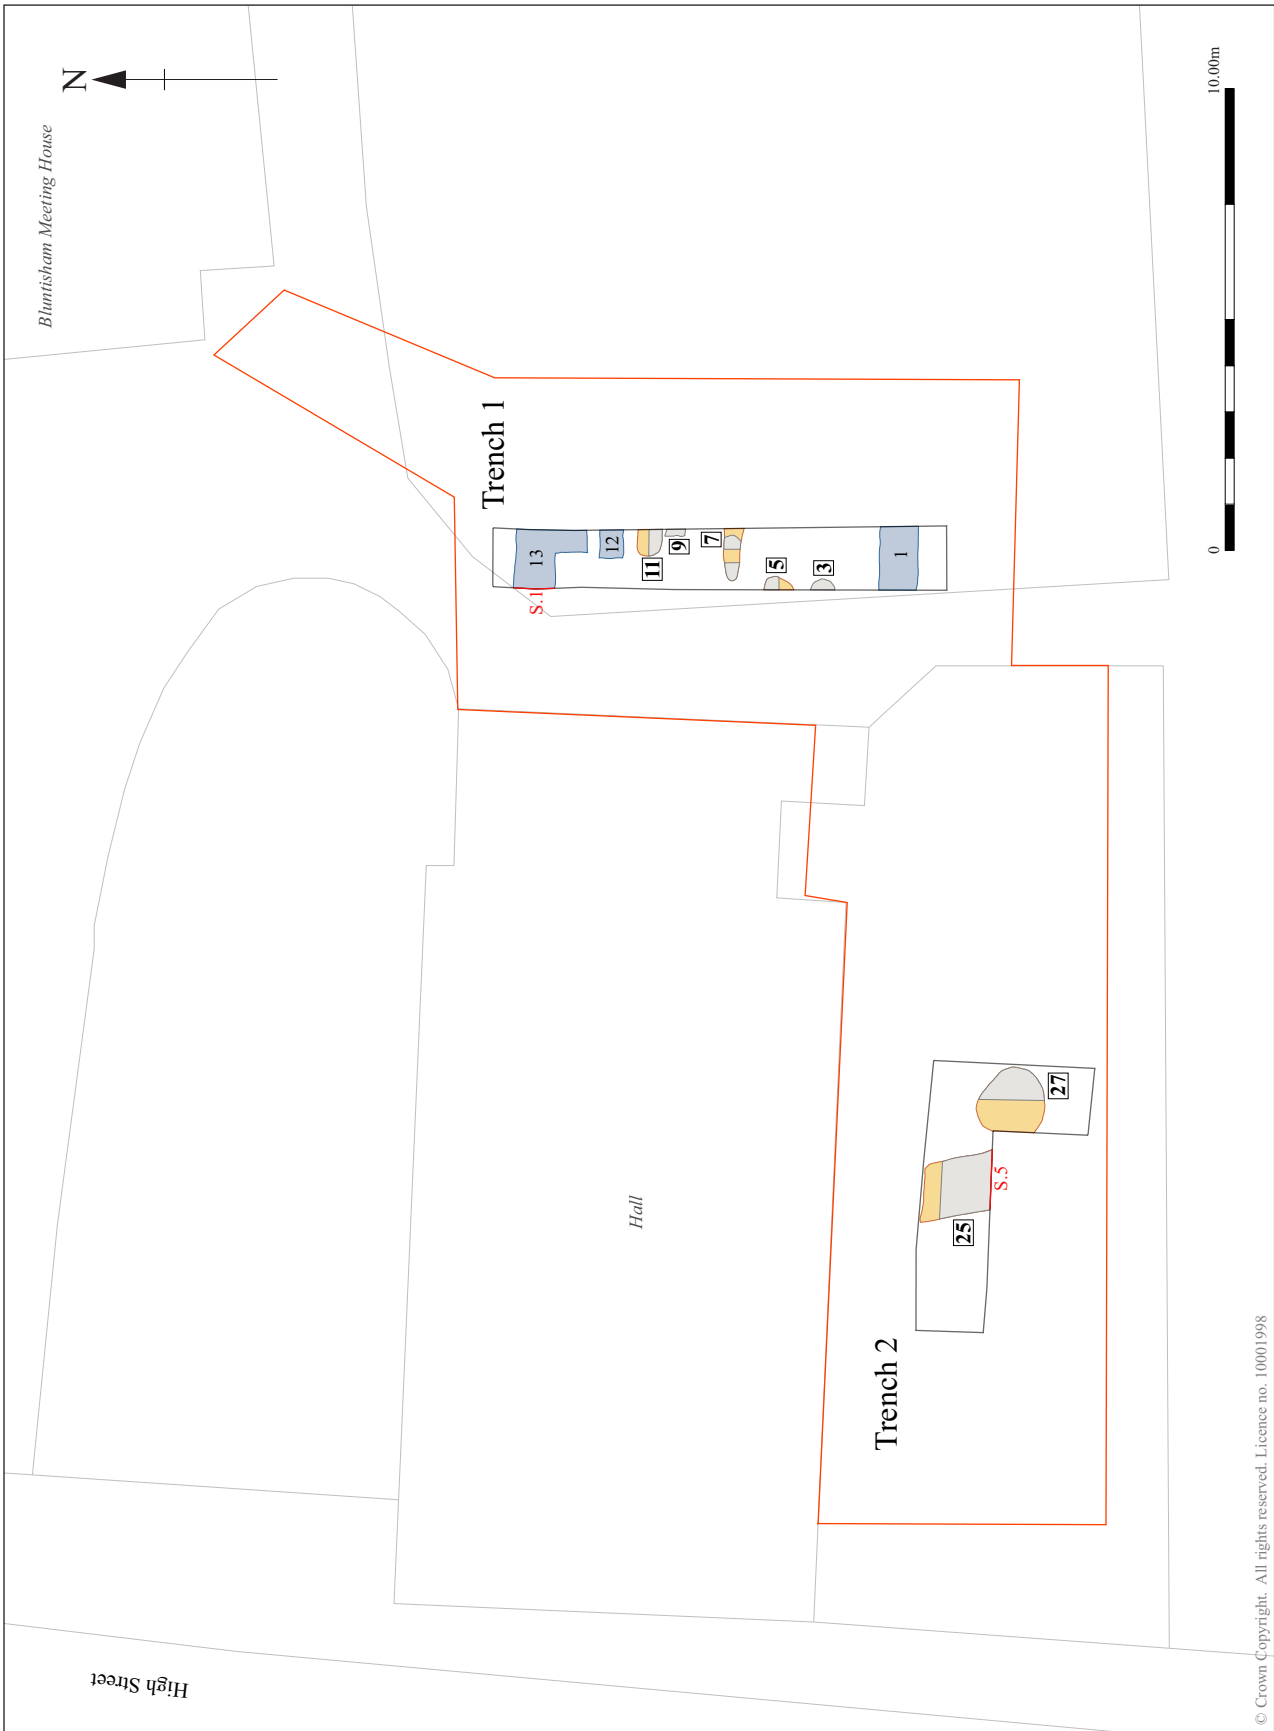 N
Bluntisham Meeting House
Trench 1
13
12
11
9
7
5
3
1
S.1
Hall
Trench 2
25
27
S.5
High Street
0
10.00m
© Crown Copyright. All rights reserved. Licence no. 10001998